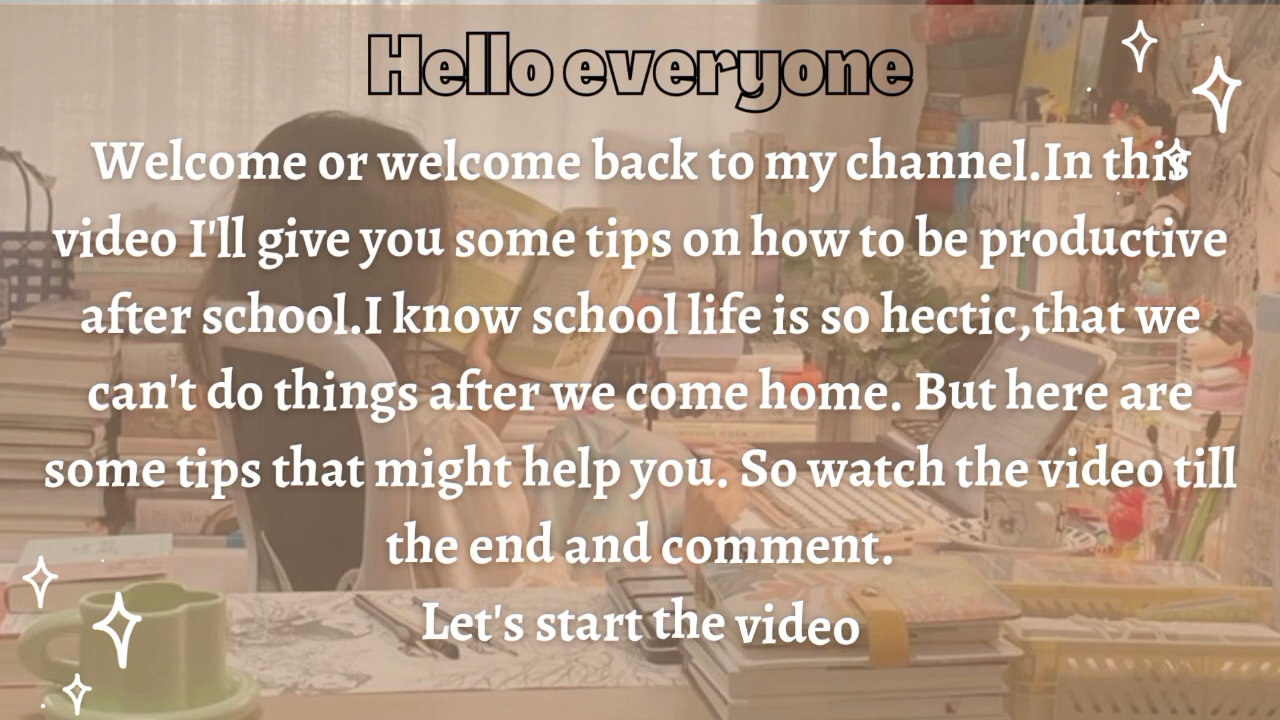 Hello everyone
Welcome or welcome back to my channel.In this
video I'll give you some tips on how to be productive
after school.I know school life is so hectic,that we
can't do things after we come home. But here are
some tips that might help you. So watch the video till
the end and comment.
Let's start the video